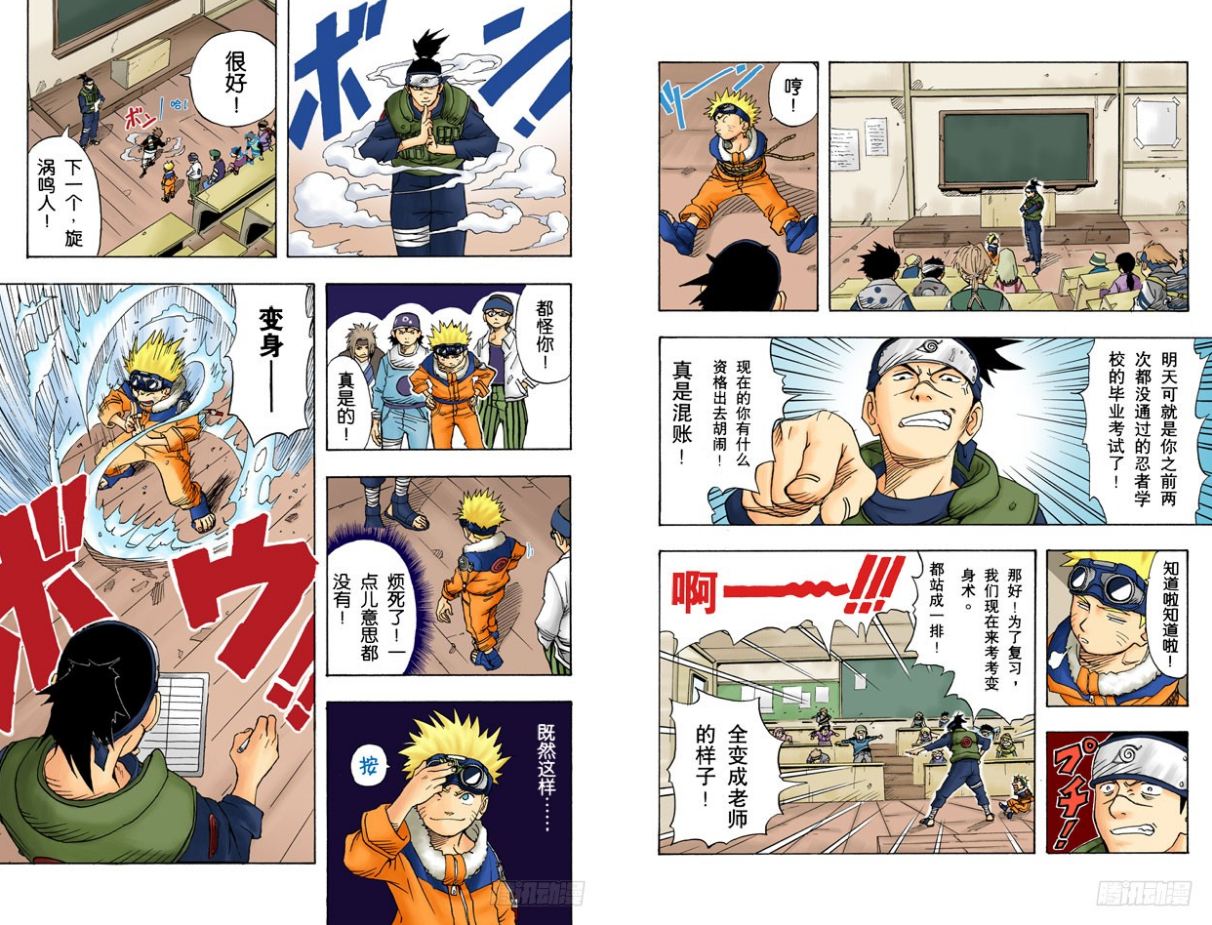 哼！
ツーン
明天可就是你之前两
次都没通过的忍者学
校的毕业考试了！
现在的你有什么
资格出去胡闹！
真是混账！
知道啦知道啦！
プチ！
那好！为了复习，
我们现在来考考变
身术。
都站成一排！
啊——!!!
全变成老师
的样子！
ボン!!
很好！
ボン
哈！
下一个，旋
涡鸣人！
都怪你！
真是的！
烦死了！一
点儿意思都
没有！
既然这样……
按
变身——
ボウ!!
腾讯动漫
腾讯动漫